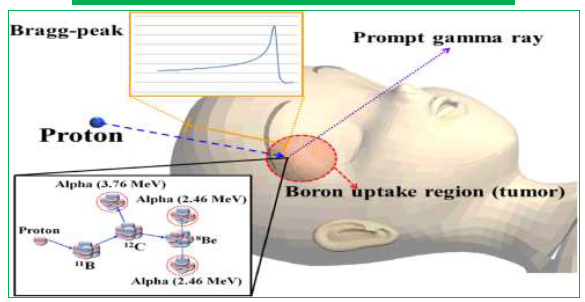 Bragg-peak
Prompt gamma ray
Proton
Boron uptake region (tumor)
Alpha (3.76 MeV)
Alpha (2.46 MeV)
Proton
¹¹B
¹²C
⁸Be
Alpha (2.46 MeV)